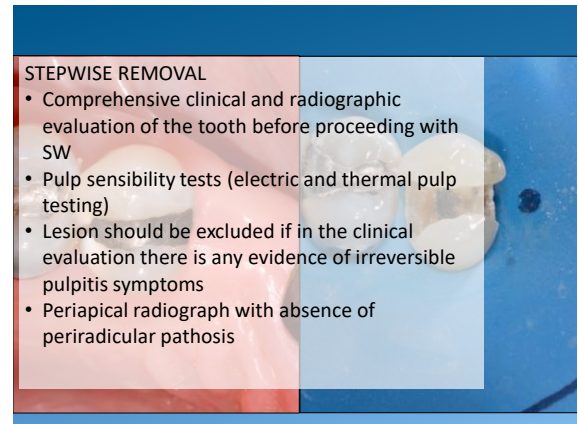 STEPWISE REMOVAL
• Comprehensive clinical and radiographic
evaluation of the tooth before proceeding with
SW
• Pulp sensibility tests (electric and thermal pulp
testing)
• Lesion should be excluded if in the clinical
evaluation there is any evidence of irreversible
pulpitis symptoms
• Periapical radiograph with absence of
periradicular pathosis